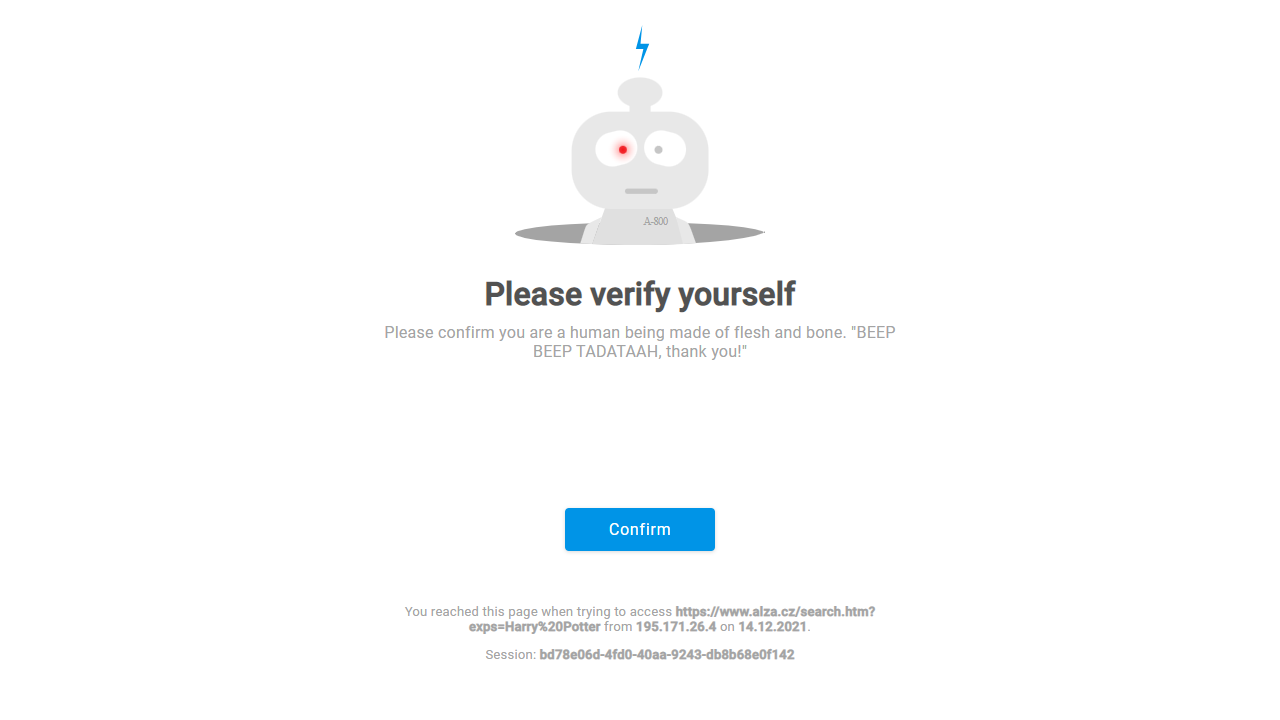 A-800
Please verify yourself
Please confirm you are a human being made of flesh and bone. "BEEP
BEEP TADATAAH, thank you!"
Confirm
You reached this page when trying to access https://www.alza.cz/search.htm?
exps=Harry%20Potter from 195.171.26.4 on 14.12.2021.
Session: bd78e06d-4fd0-40aa-9243-db8b68e0f142